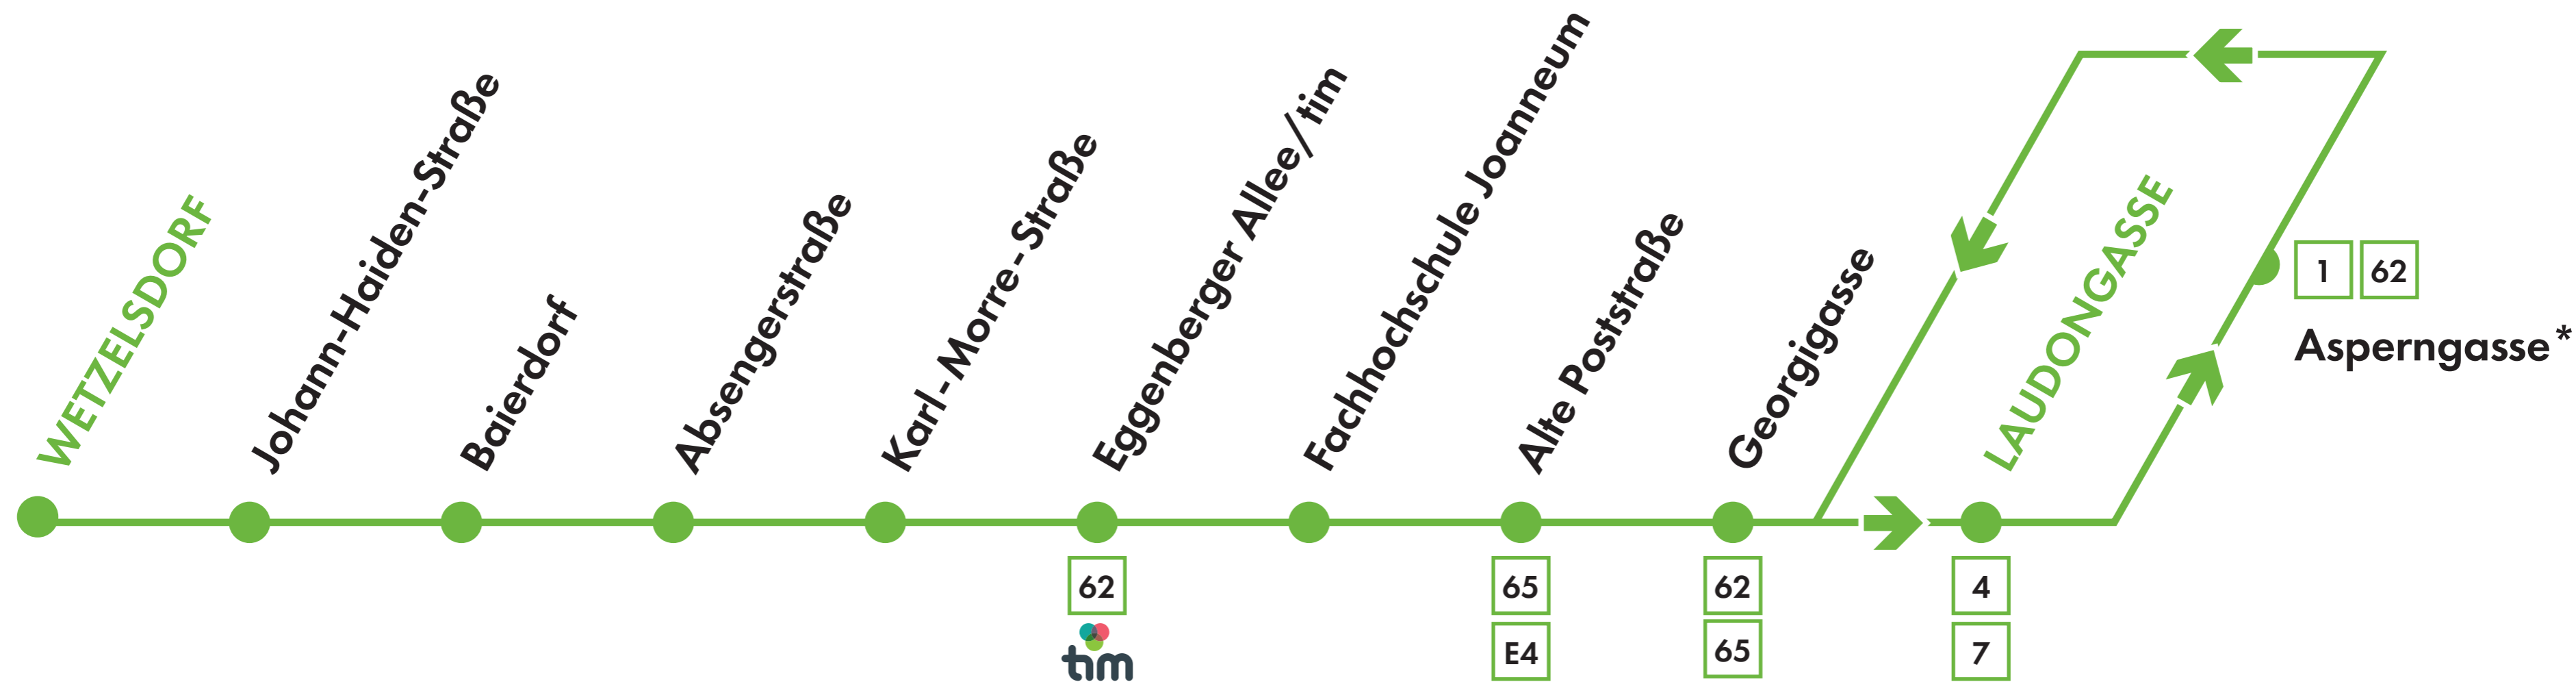 WETZELSDORF
Johann-Haiden-Straße
Baierdorf
Absengerstraße
Karl-Morre-Straße
Eggenberger Allee/tim
Fachhochschule Joanneum
Alte Poststraße
Georgigasse
LAUDONGASSE
1 62
Asperngasse*
62
tim
65
E4
62
65
4
7